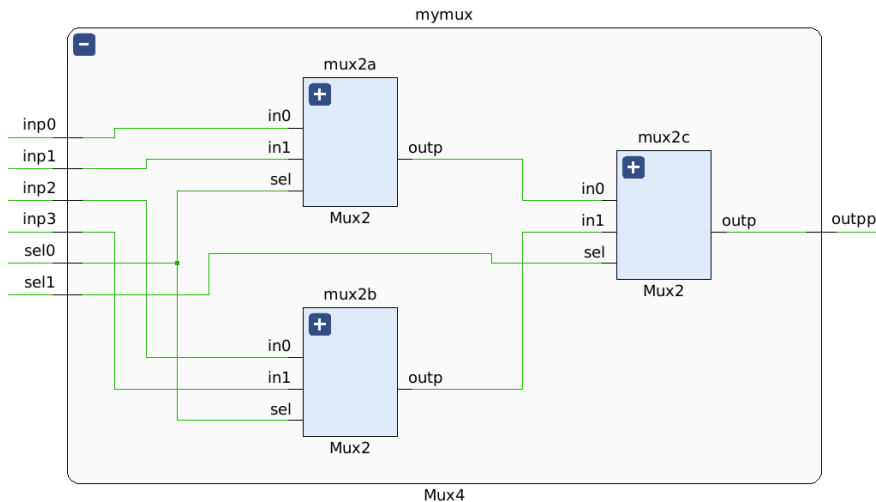 mymux
mux2a
inp0
in0
inp1
in1
outp
inp2
sel
inp3
Mux2
sel0
sel1
mux2c
in0
in1
outp
sel
Mux2
outpp
mux2b
in0
in1
outp
sel
Mux2
Mux4